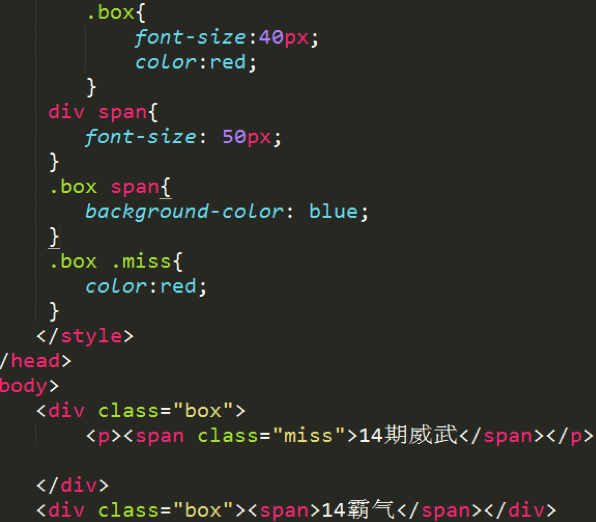 .box{
font-size:40px;
color:red;
}
div span{
font-size: 50px;
}
.box span{
background-color: blue;
}
.box .miss{
color:red;
}
</style>
/head>
body>
<div class="box">
<p><span class="miss">14期威武</span></p>
</div>
<div class="box"><span>14霸气</span></div>